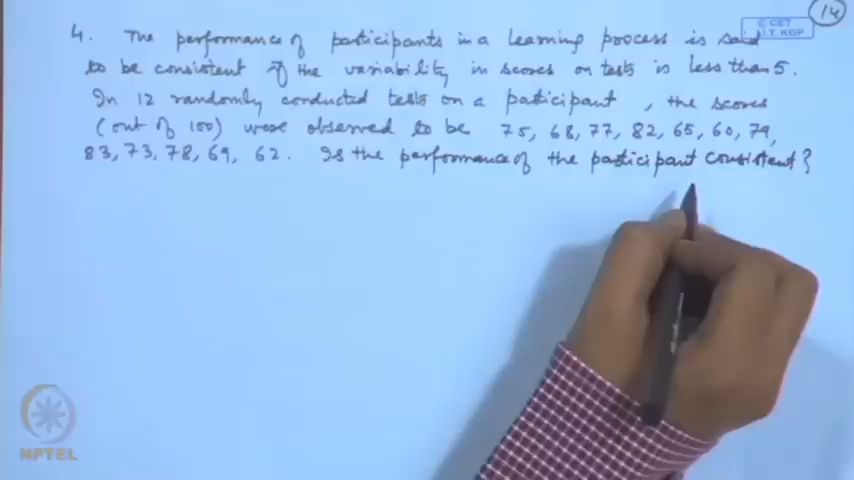 14
© CET
I.I.T. KGP
4. The performance of participants in a learning process is said
to be consistent if the variability in scores on tests is less than 5.
In 12 randomly conducted tests on a participant, the scores
(out of 100) were observed to be 75, 68, 77, 82, 65, 60, 79,
83, 73, 78, 69, 62. Is the performance of the participant consistent?
NPTEL